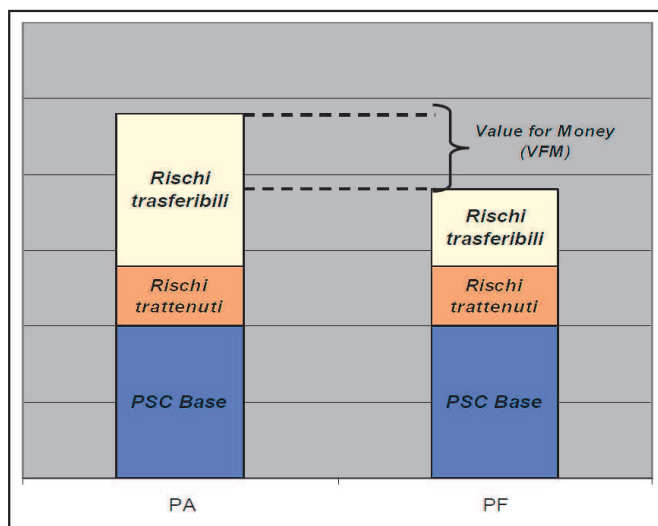 Value for Money
(VFM)
Rischi
trasferibili
Rischi
trasferibili
Rischi
trattenuti
Rischi
trattenuti
PSC Base
PSC Base
PA
PF